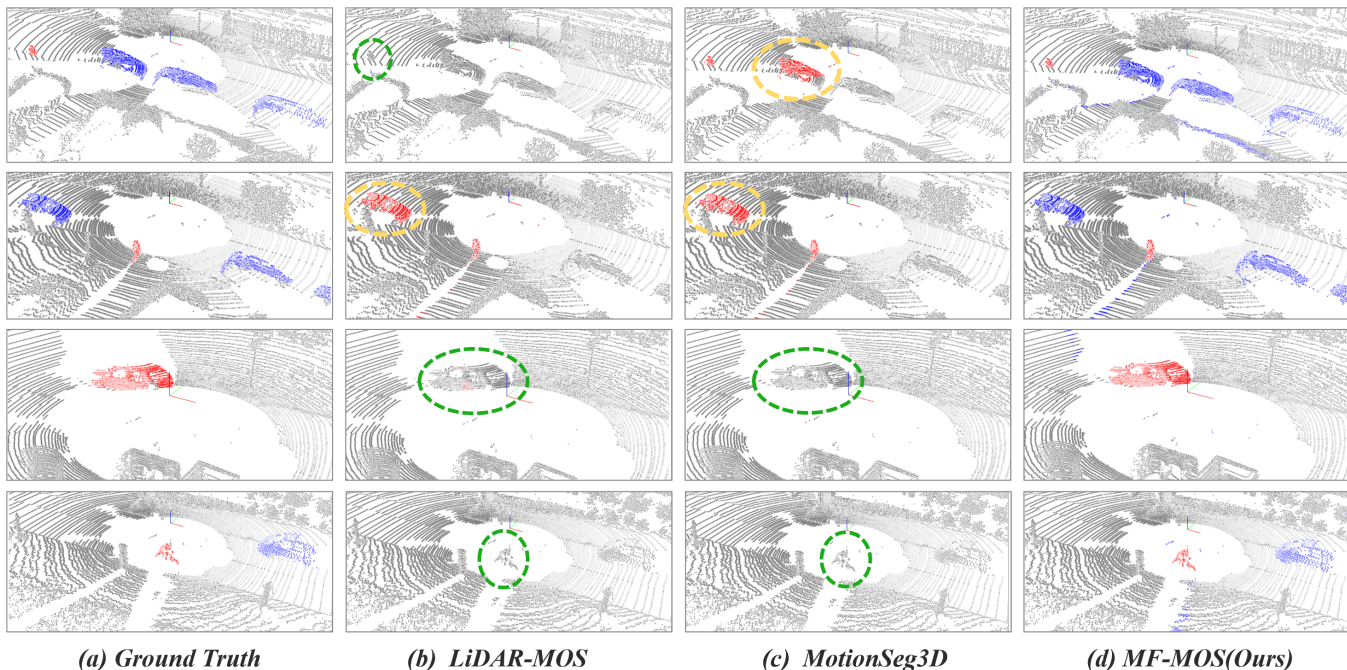 (a) Ground Truth
(b) LiDAR-MOS
(c) MotionSeg3D
(d) MF-MOS(Ours)